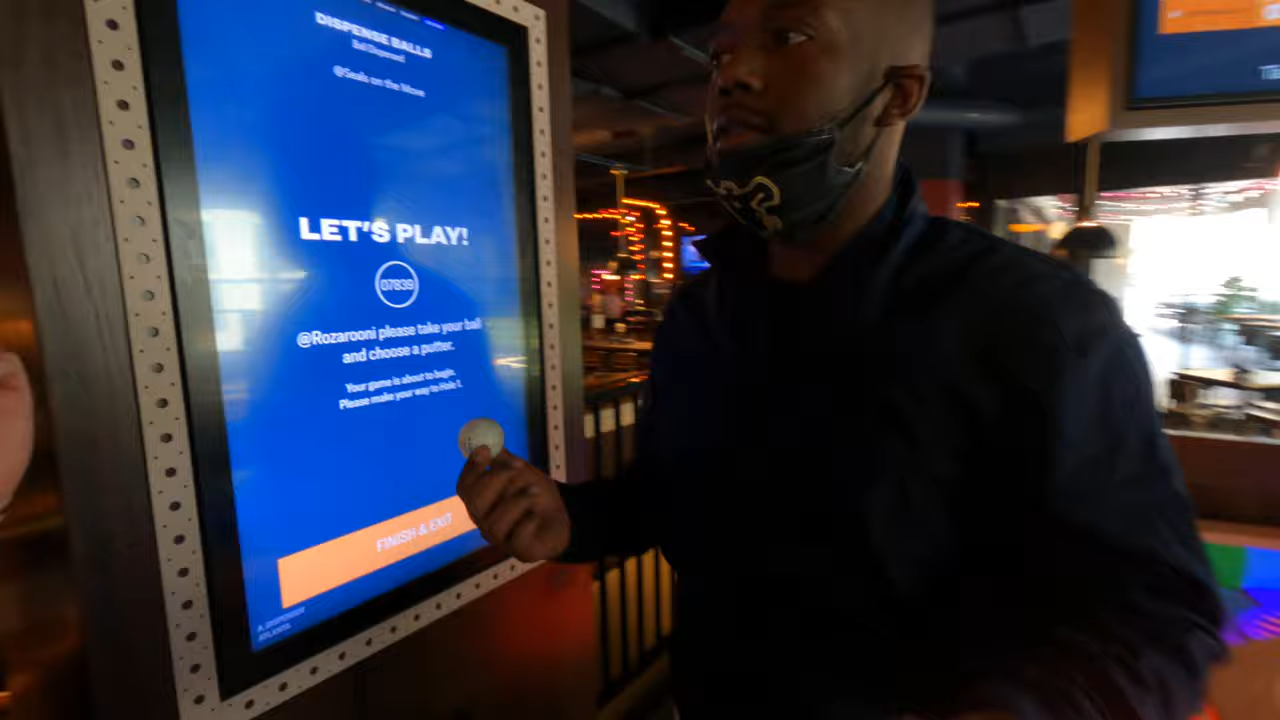 DISPENSE BALLS
Ball Dispensed
@Seals on the Move
LET'S PLAY!
07839
@Rozarooni please take your ball
and choose a putter.
Your game is about to begin.
Please make your way to Hole 1.
FINISH & EXIT
ATLANTA